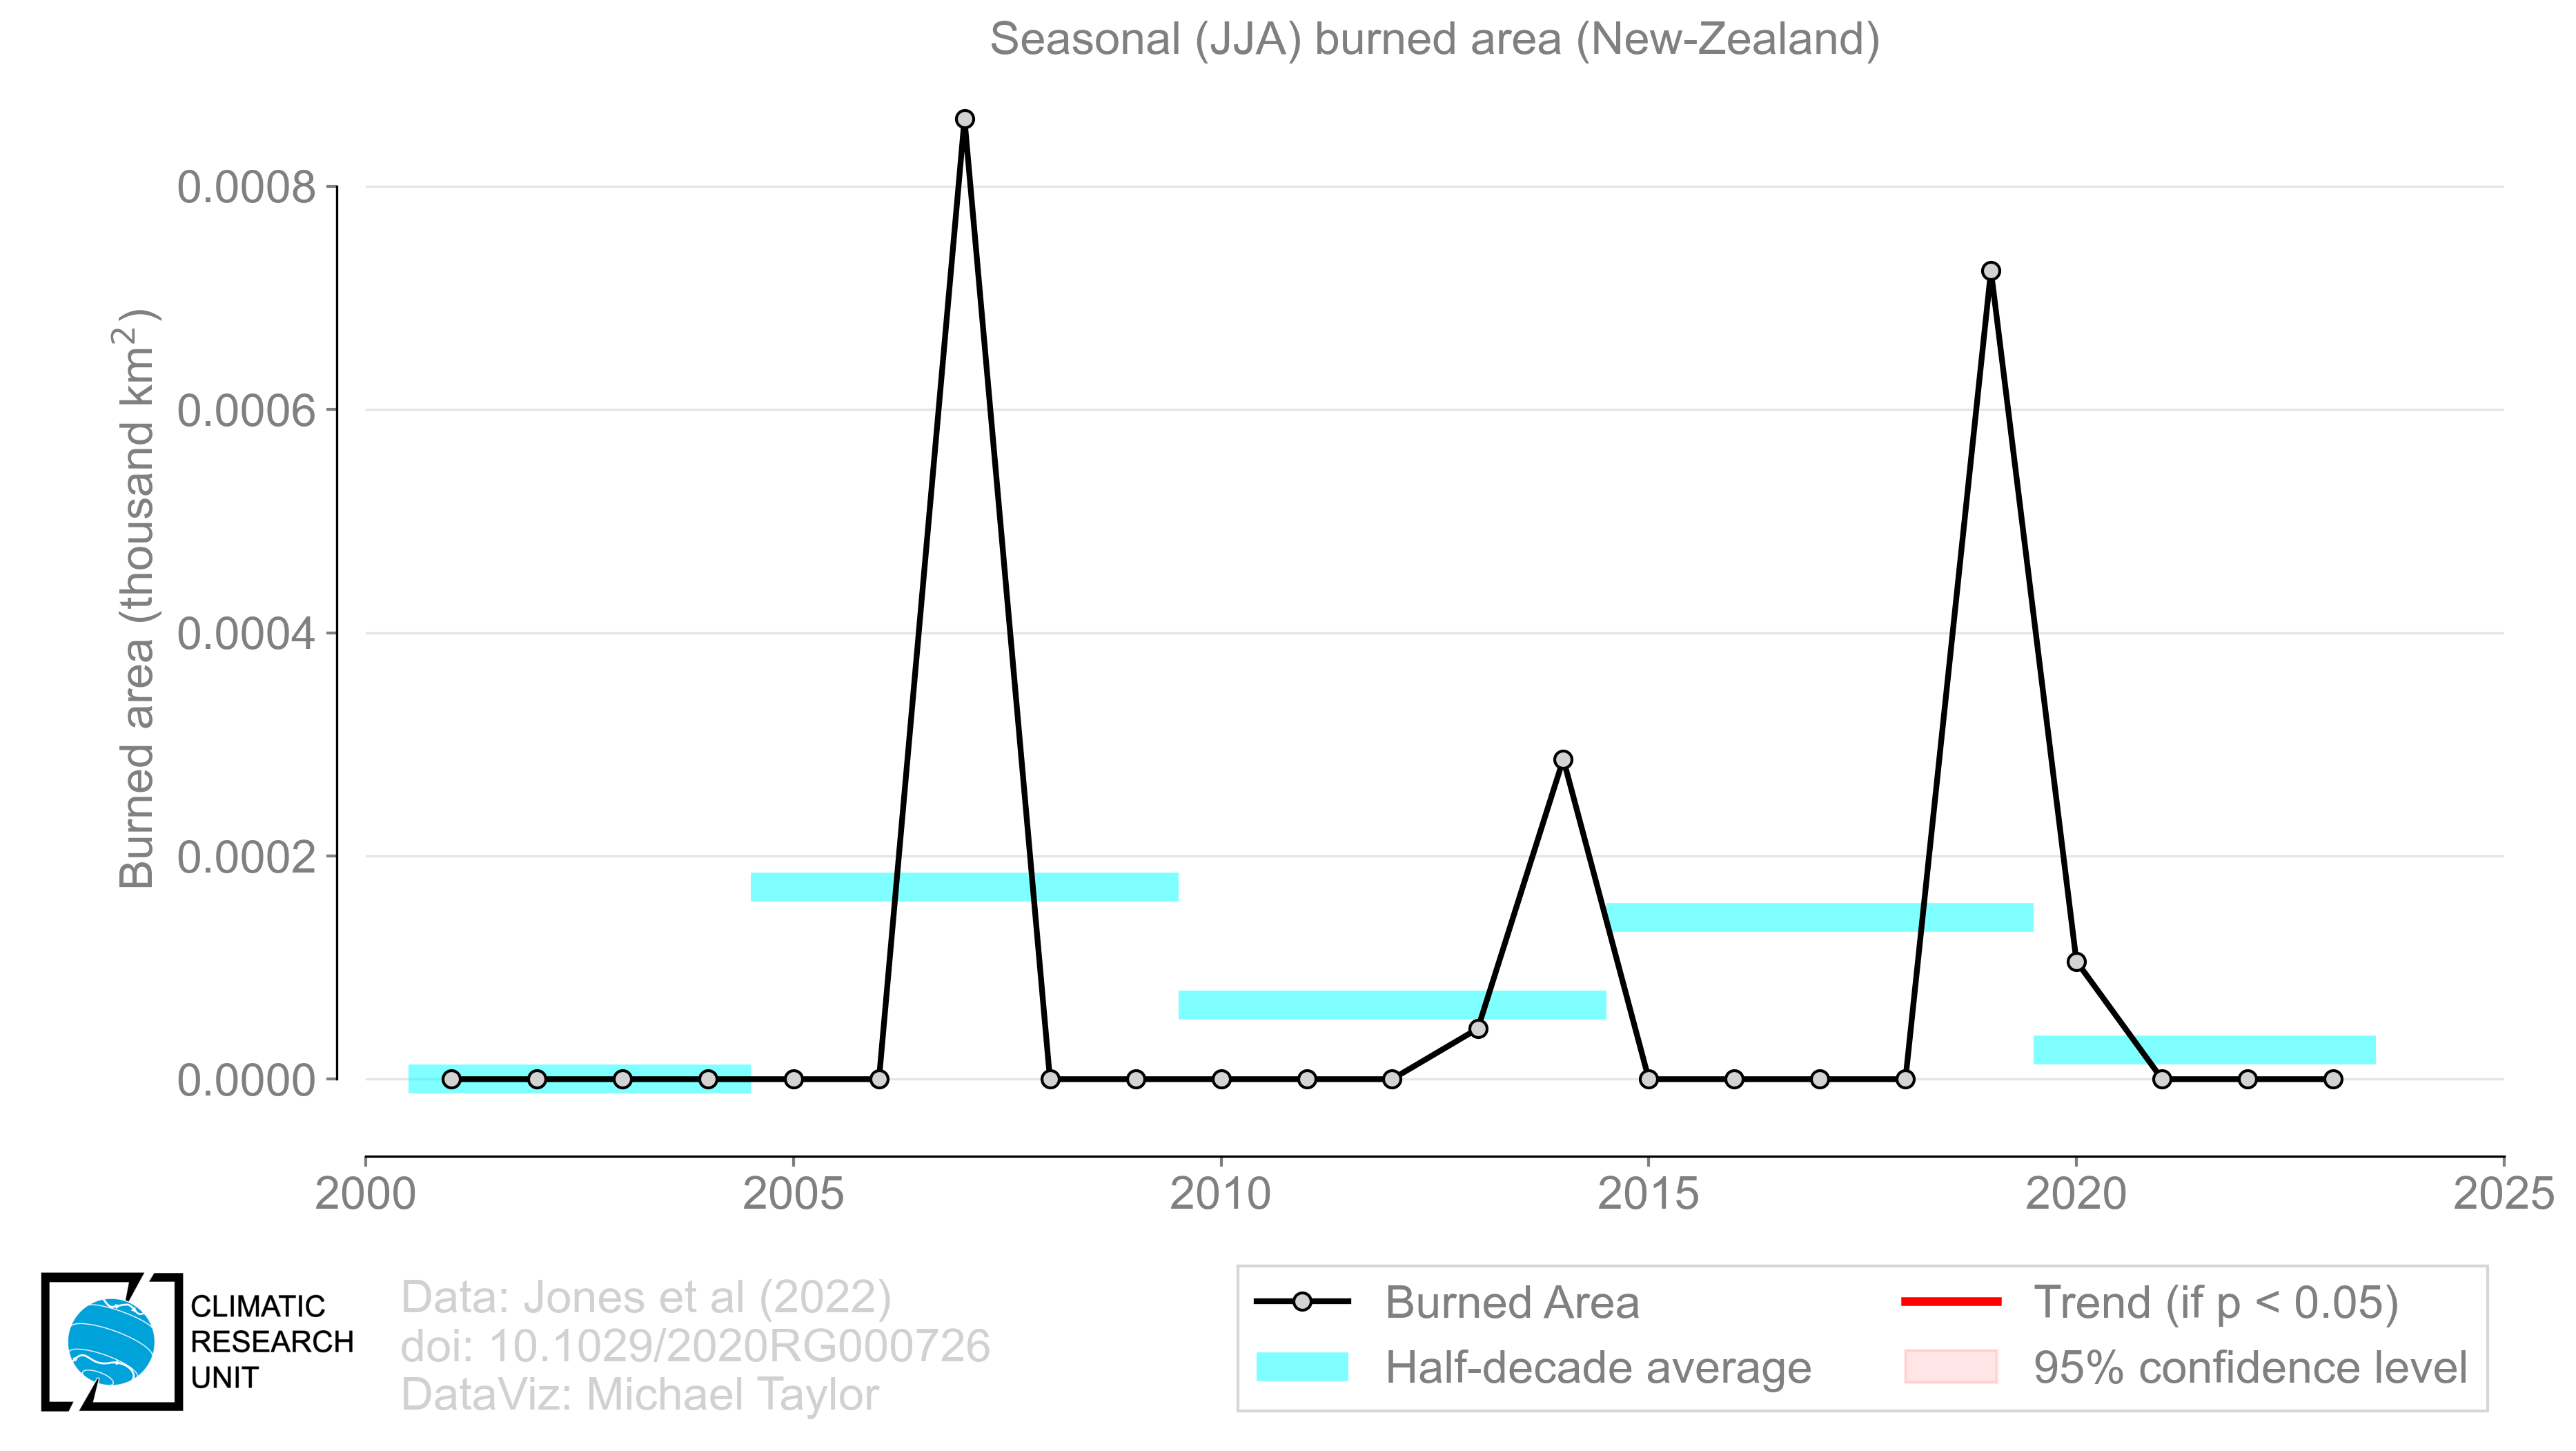 Seasonal (JJA) burned area (New-Zealand)
Burned area (thousand km²)
0.0008
0.0006
0.0004
0.0002
0.0000
2000 2005 2010 2015 2020 2025
CLIMATIC
RESEARCH
UNIT
Data: Jones et al (2022)
doi: 10.1029/2020RG000726
DataViz: Michael Taylor
Burned Area
Half-decade average
Trend (if p < 0.05)
95% confidence level